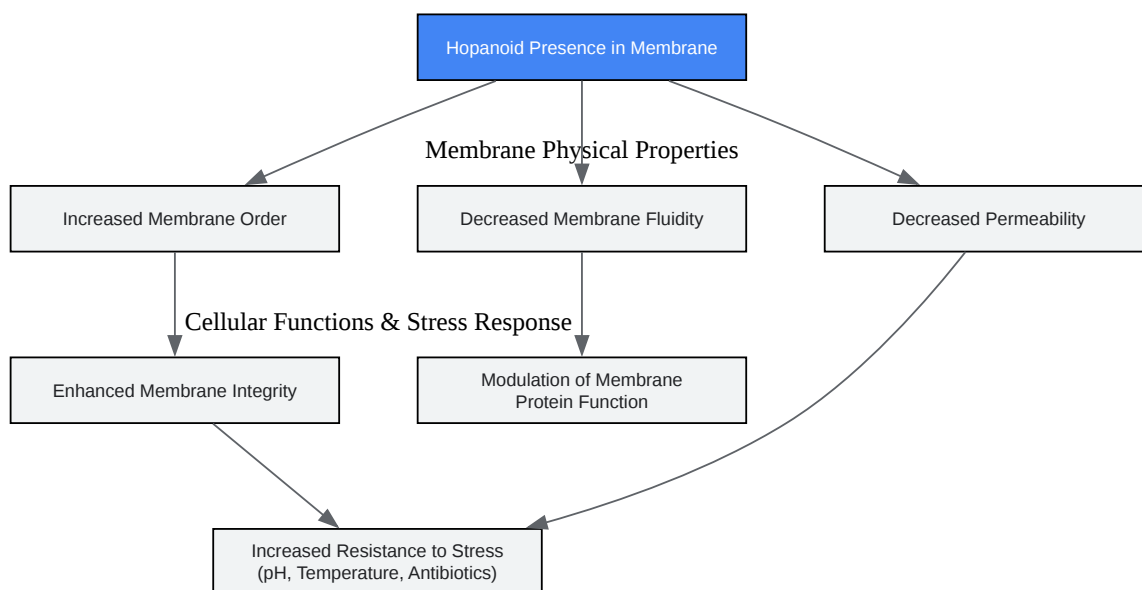 Hopanoid Presence in Membrane
Membrane Physical Properties
Increased Membrane Order
Decreased Membrane Fluidity
Decreased Permeability
Cellular Functions & Stress Response
Enhanced Membrane Integrity
Modulation of Membrane
Protein Function
Increased Resistance to Stress
(pH, Temperature, Antibiotics)